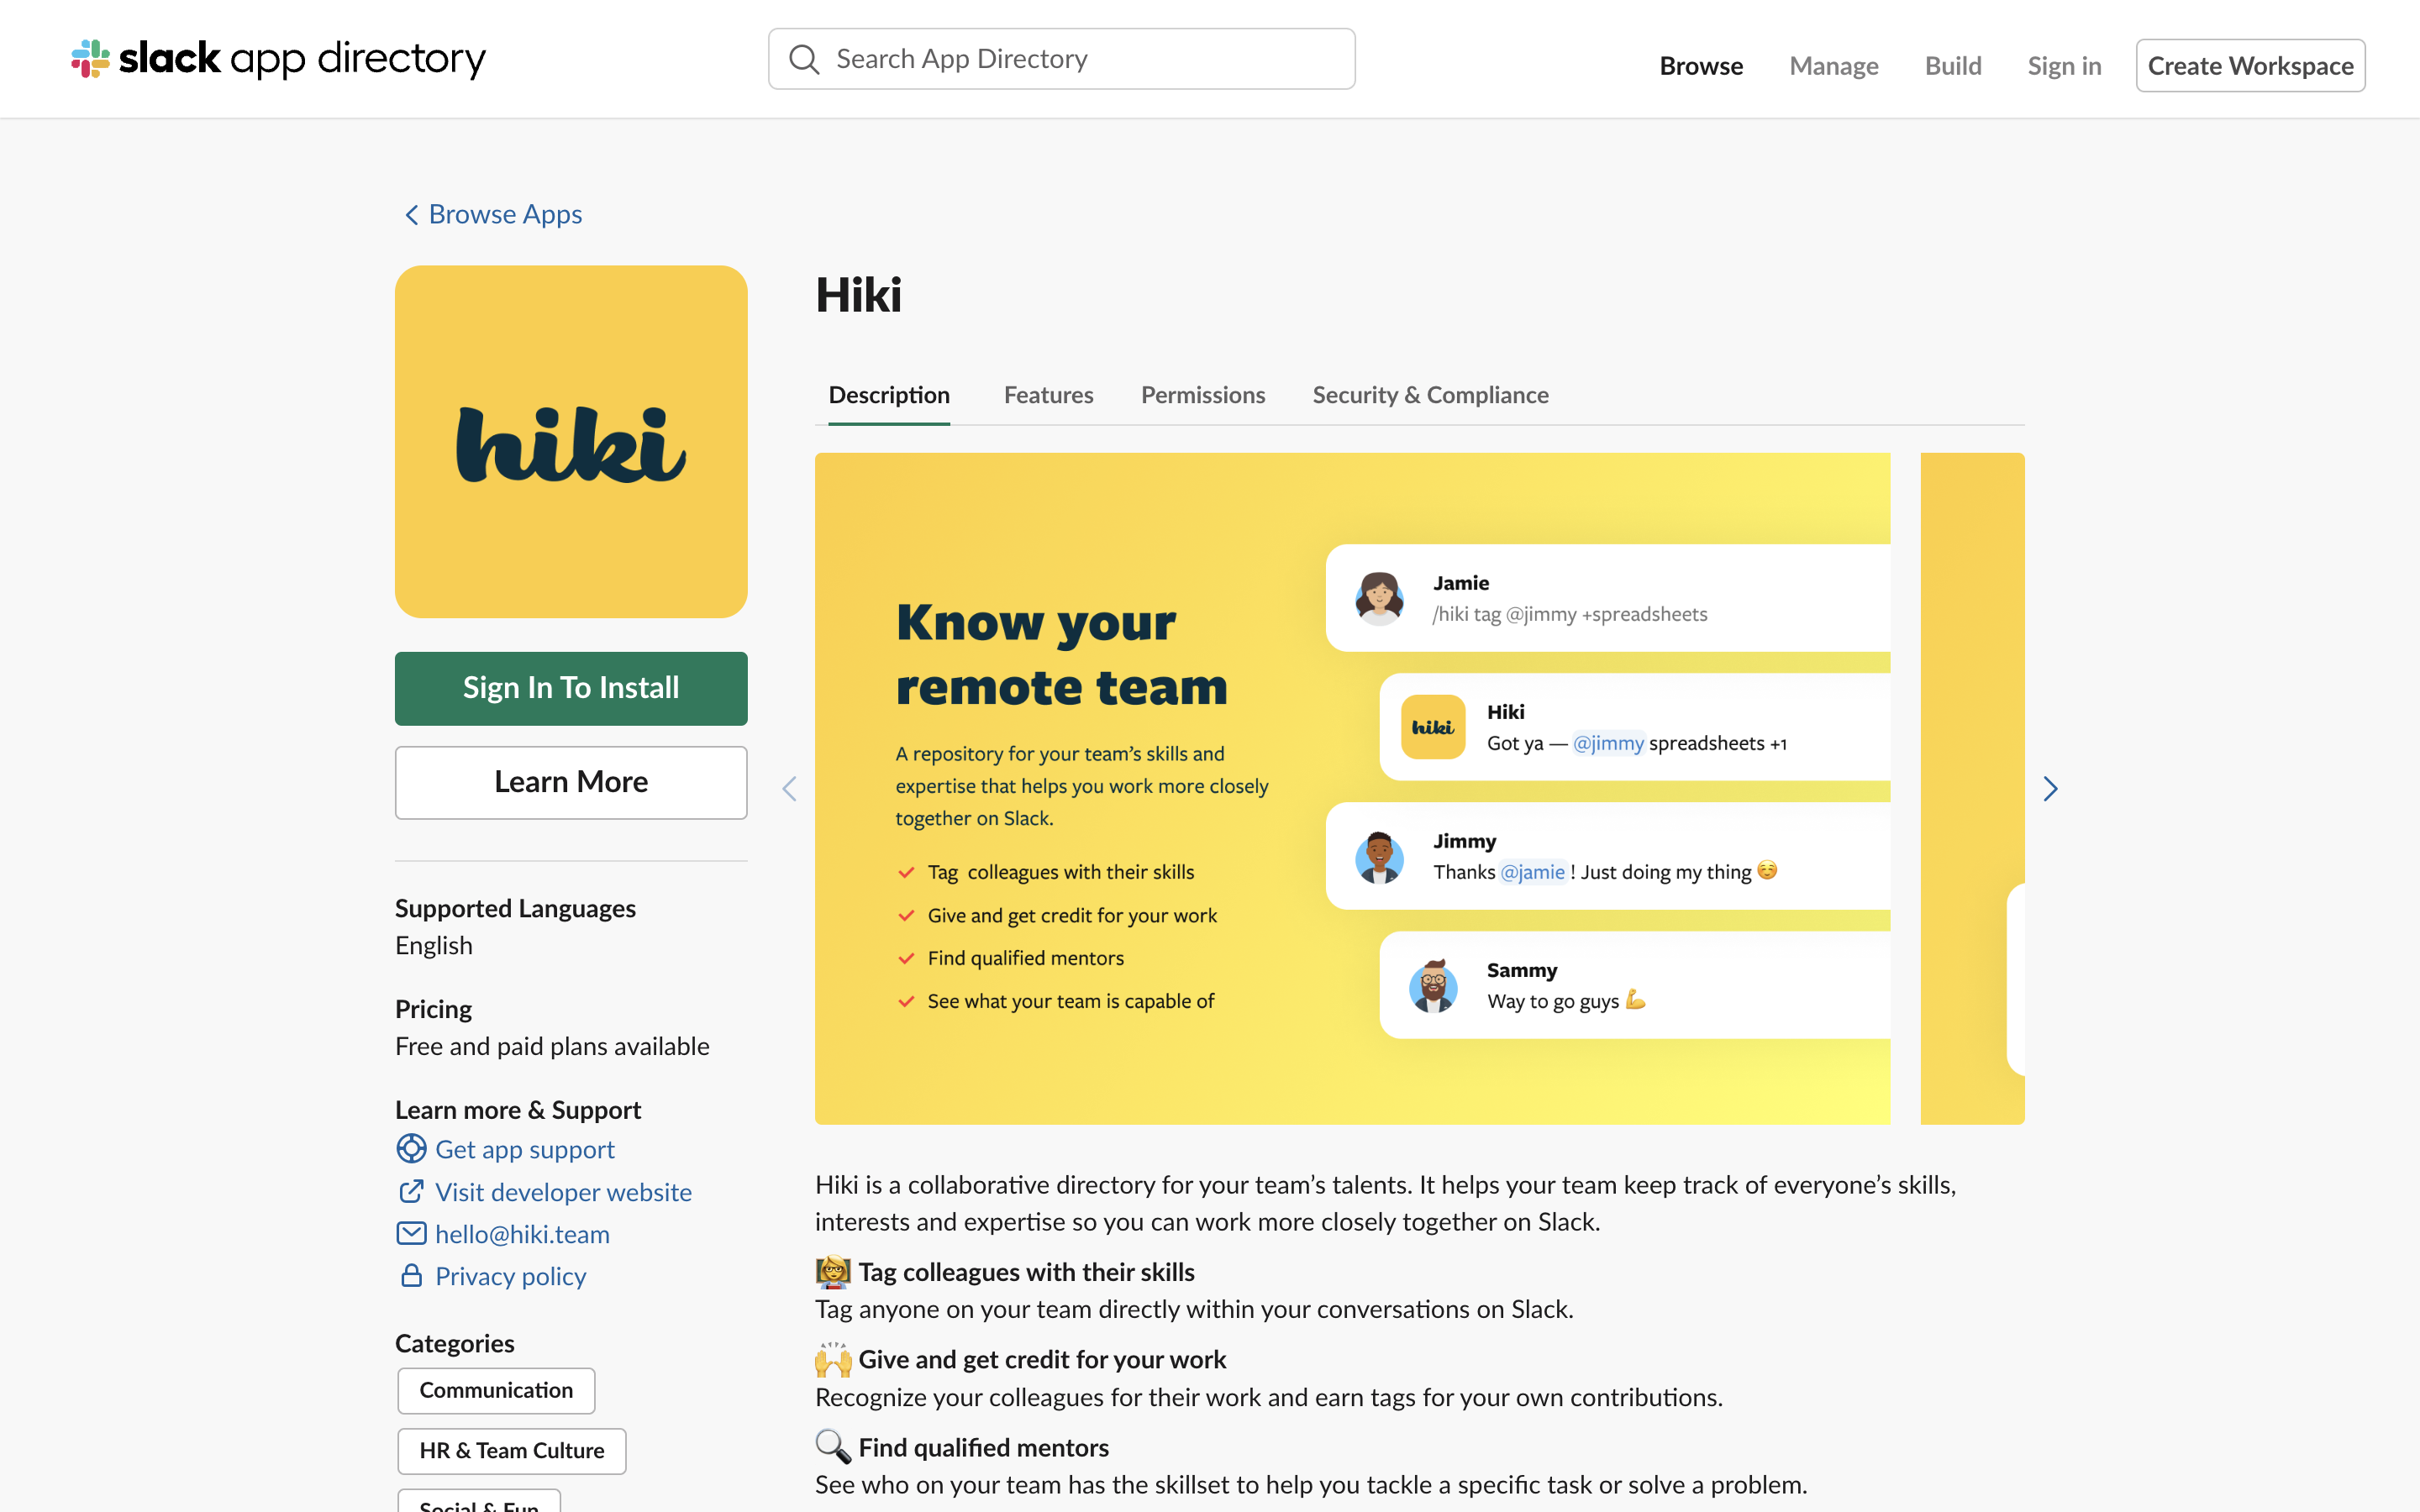 slack app directory
Search App Directory
Browse
Manage
Build
Sign in
Create Workspace
Browse Apps
hiki
Sign In To Install
Learn More
Supported Languages
English
Pricing
Free and paid plans available
Learn more & Support
Get app support
Visit developer website
hello@hiki.team
Privacy policy
Categories
Communication
HR & Team Culture
Social & Fun
Hiki
Description
Features
Permissions
Security & Compliance
Know your
remote team
A repository for your team’s skills and
expertise that helps you work more closely
together on Slack.
Tag colleagues with their skills
Give and get credit for your work
Find qualified mentors
See what your team is capable of
Jamie
/hiki tag @jimmy +spreadsheets
hiki
Hiki
Got ya — @jimmy spreadsheets +1
Jimmy
Thanks @jamie ! Just doing my thing ☺️
Sammy
Way to go guys 💪
Hiki is a collaborative directory for your team’s talents. It helps your team keep track of everyone’s skills,
interests and expertise so you can work more closely together on Slack.
👩‍🏫 Tag colleagues with their skills
Tag anyone on your team directly within your conversations on Slack.
🙌 Give and get credit for your work
Recognize your colleagues for their work and earn tags for your own contributions.
🔍 Find qualified mentors
See who on your team has the skillset to help you tackle a specific task or solve a problem.